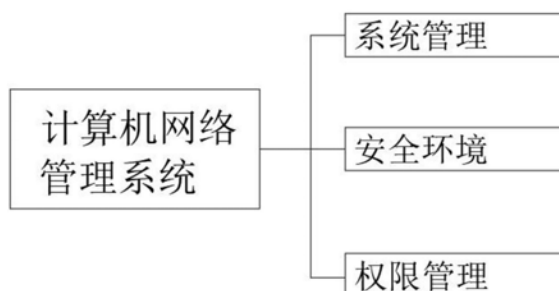 计算机网络
管理系统
系统管理
安全环境
权限管理